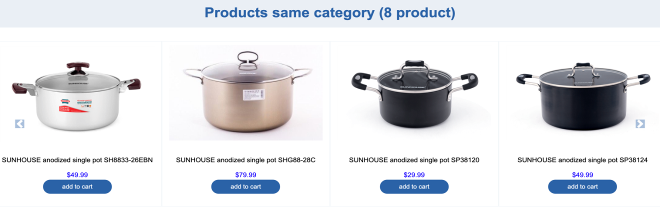 Products same category (8 product)
SUNHOUSE anodized single pot SH8833-26EBN
SUNHOUSE anodized single pot SHG88-28C
SUNHOUSE anodized single pot SP38120
SUNHOUSE anodized single pot SP38124
$49.99
$79.99
$29.99
$49.99
add to cart
add to cart
add to cart
add to cart